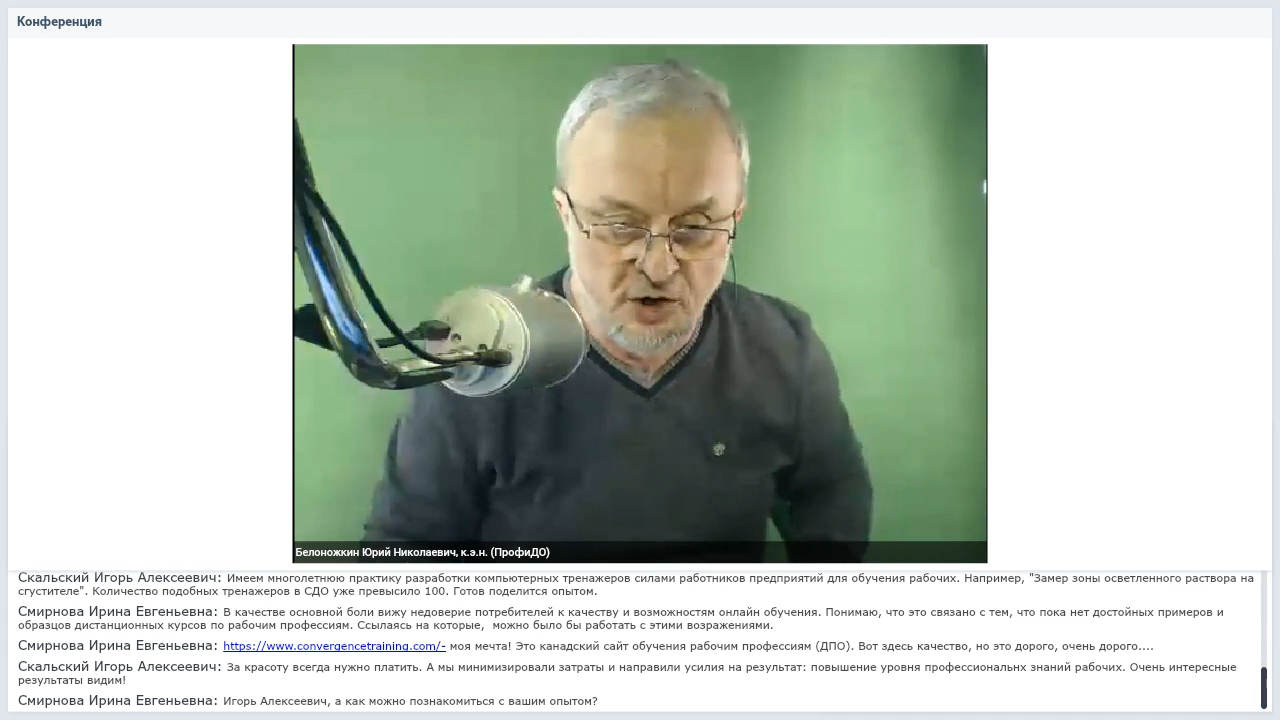 Конференция
Белоножкин Юрий Николаевич, к.э.н. (ПрофиДО)
Скальский Игорь Алексеевич: Имеем многолетнюю практику разработки компьютерных тренажеров силами работников предприятий для обучения рабочих. Например, "Замер зоны осветленного раствора на
сгустителе". Количество подобных тренажеров в СДО уже превысило 100. Готов поделится опытом.
Смирнова Ирина Евгеньевна: В качестве основной боли вижу недоверие потребителей к качеству и возможностям онлайн обучения. Понимаю, что это связано с тем, что пока нет достойных примеров и
образцов дистанционных курсов по рабочим профессиям. Ссылаясь на которые, можно было бы работать с этими возражениями.
Смирнова Ирина Евгеньевна: https://www.convergencetraining.com/- моя мечта! Это канадский сайт обучения рабочим профессиям (ДПО). Вот здесь качество, но это дорого, очень дорого....
Скальский Игорь Алексеевич: За красоту всегда нужно платить. А мы минимизировали затраты и направили усилия на результат: повышение уровня профессиональнх знаний рабочих. Очень интересные
результаты видим!
Смирнова Ирина Евгеньевна: Игорь Алексеевич, а как можно познакомиться с вашим опытом?